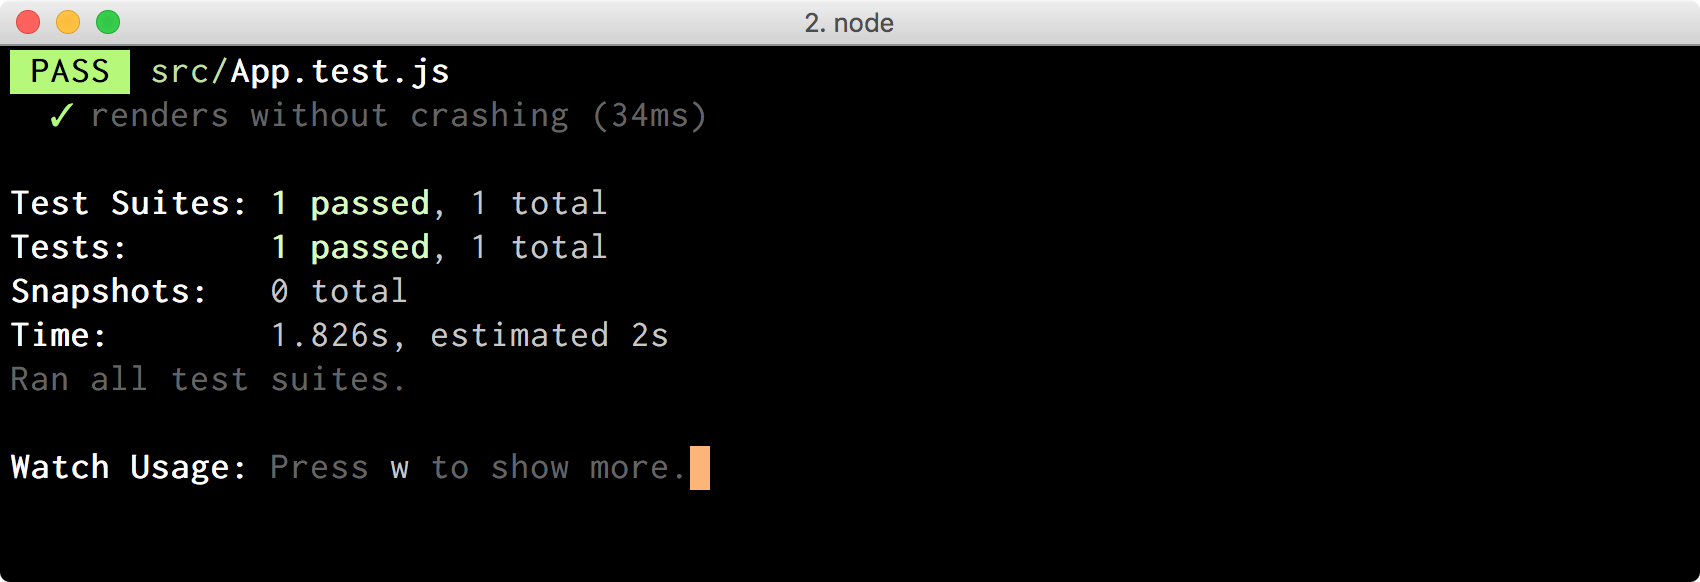 2. node
PASS src/App.test.js
✓ renders without crashing (34ms)
Test Suites: 1 passed, 1 total
Tests: 1 passed, 1 total
Snapshots: 0 total
Time: 1.826s, estimated 2s
Ran all test suites.
Watch Usage: Press w to show more.